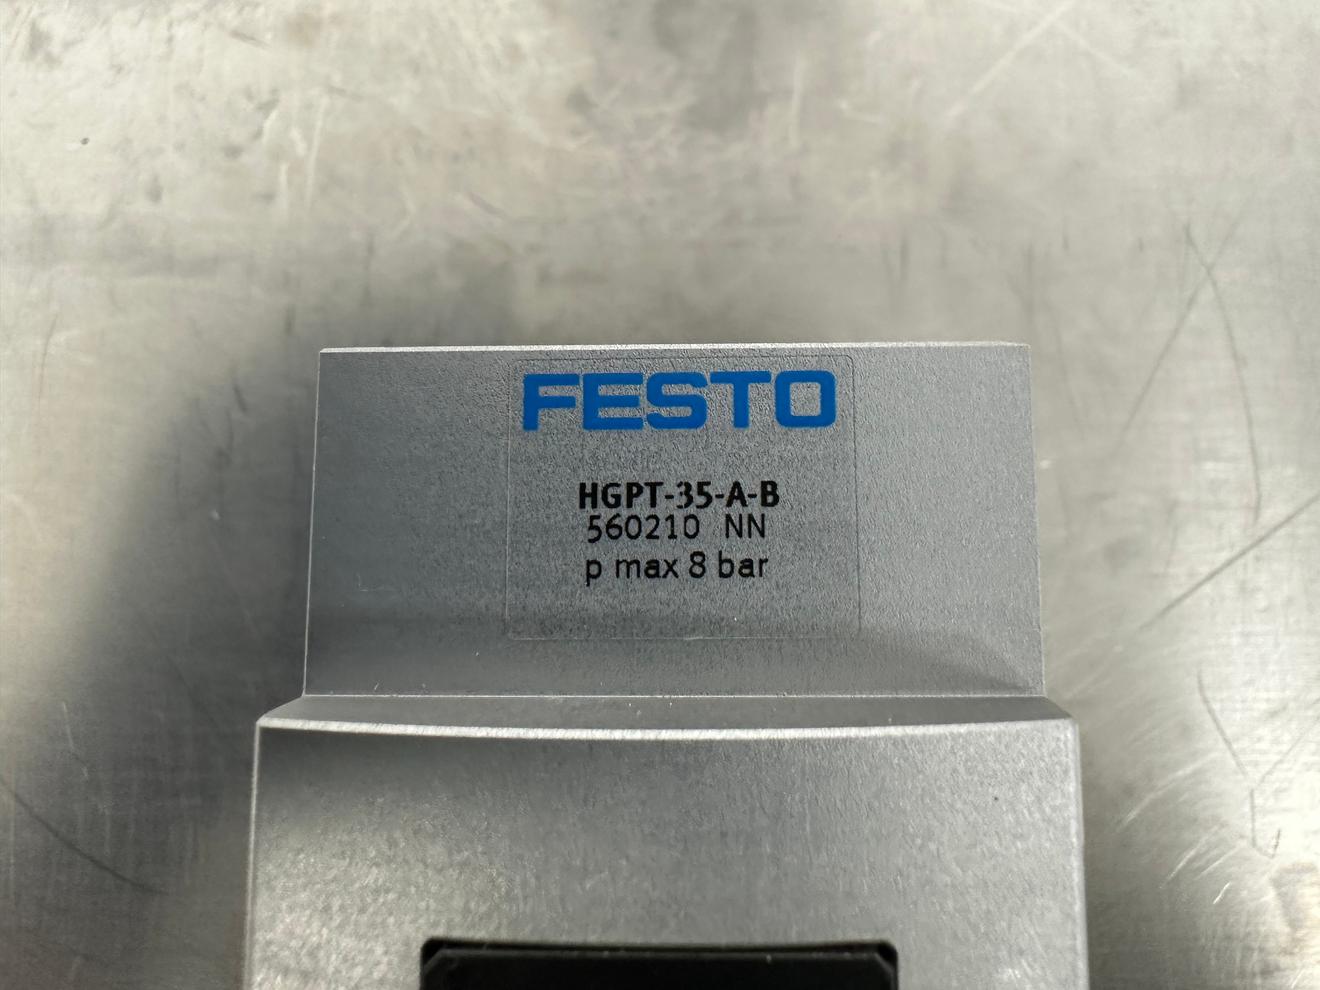 FESTO
HGPT-35-A-B
560210 NN
p max 8 bar